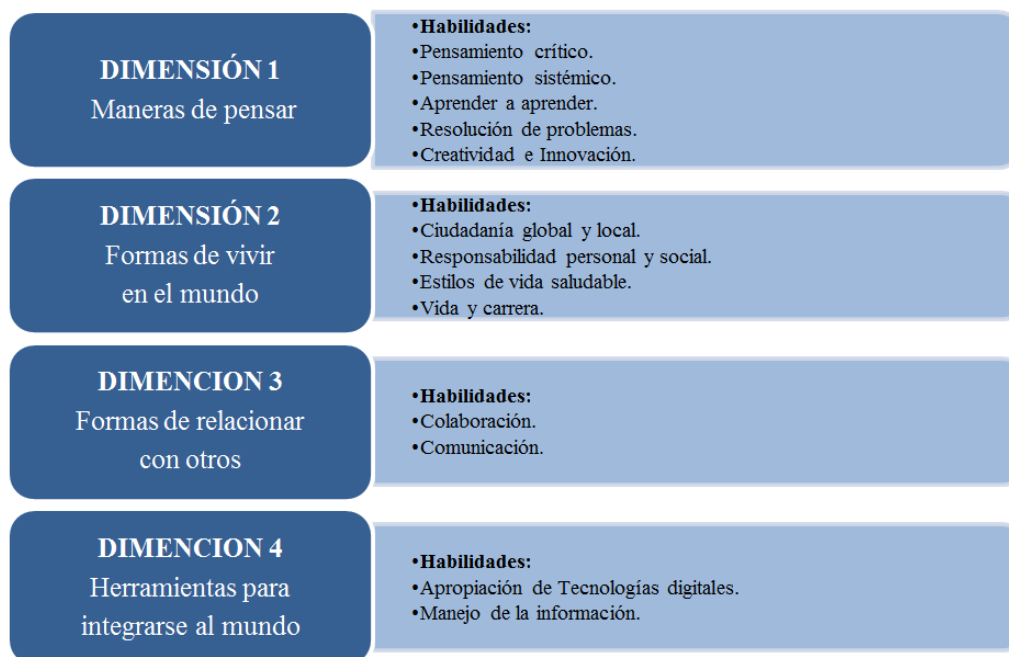 DIMENSIÓN 1
Maneras de pensar
•Habilidades:
•Pensamiento crítico.
•Pensamiento sistémico.
•Aprender a aprender.
•Resolución de problemas.
•Creatividad e Innovación.
DIMENSIÓN 2
Formas de vivir
en el mundo
•Habilidades:
•Ciudadanía global y local.
•Responsabilidad personal y social.
•Estilos de vida saludable.
•Vida y carrera.
DIMENCION 3
Formas de relacionar
con otros
•Habilidades:
•Colaboración.
•Comunicación.
DIMENCION 4
Herramientas para
integrarse al mundo
•Habilidades:
•Apropiación de Tecnologías digitales.
•Manejo de la información.